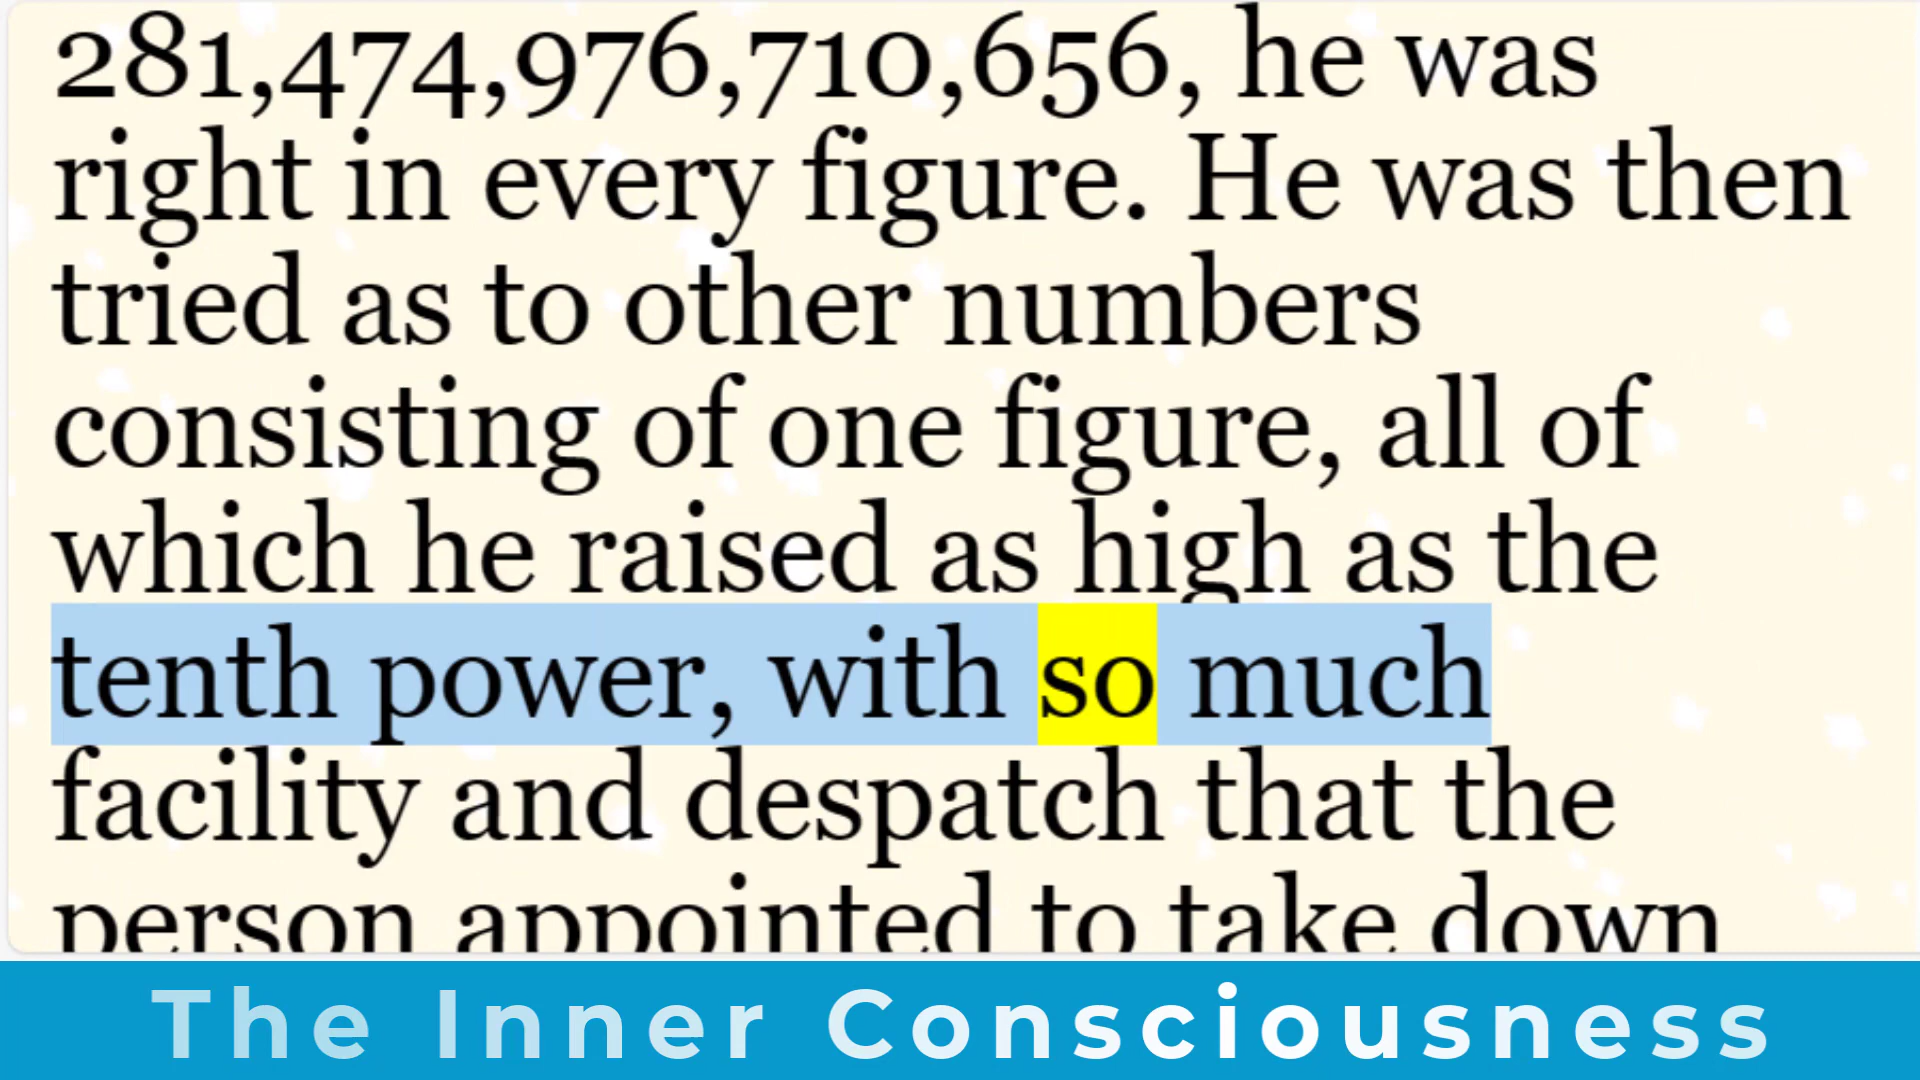 281,474,976,710,656, he was
right in every figure. He was then
tried as to other numbers
consisting of one figure, all of
which he raised as high as the
tenth power, with so much
facility and despatch that the
person appointed to take down
The Inner Consciousness